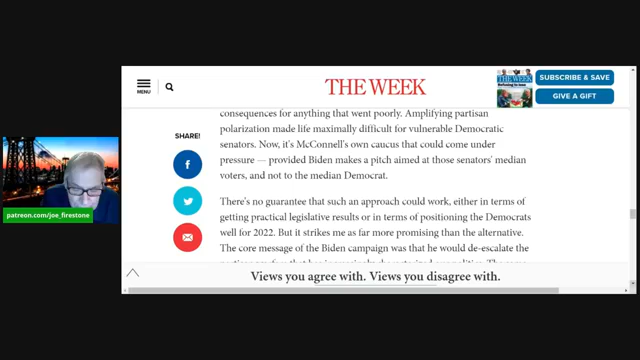 MENU
THE WEEK
THE WEEK
SUBSCRIBE & SAVE
GIVE A GIFT
consequences for anything that went poorly. Amplifying partisan
polarization made life maximally difficult for vulnerable Democratic
senators. Now, it's McConnell's own caucus that could come under
pressure — provided Biden makes a pitch aimed at those senators' median
voters, and not to the median Democrat.
SHARE!
There's no guarantee that such an approach could work, either in terms of
getting practical legislative results or in terms of positioning the Democrats
well for 2022. But it strikes me as far more promising than the alternative.
The core message of the Biden campaign was that he would de-escalate the
Views you agree with. Views you disagree with.
patreon.com/joe_firestone